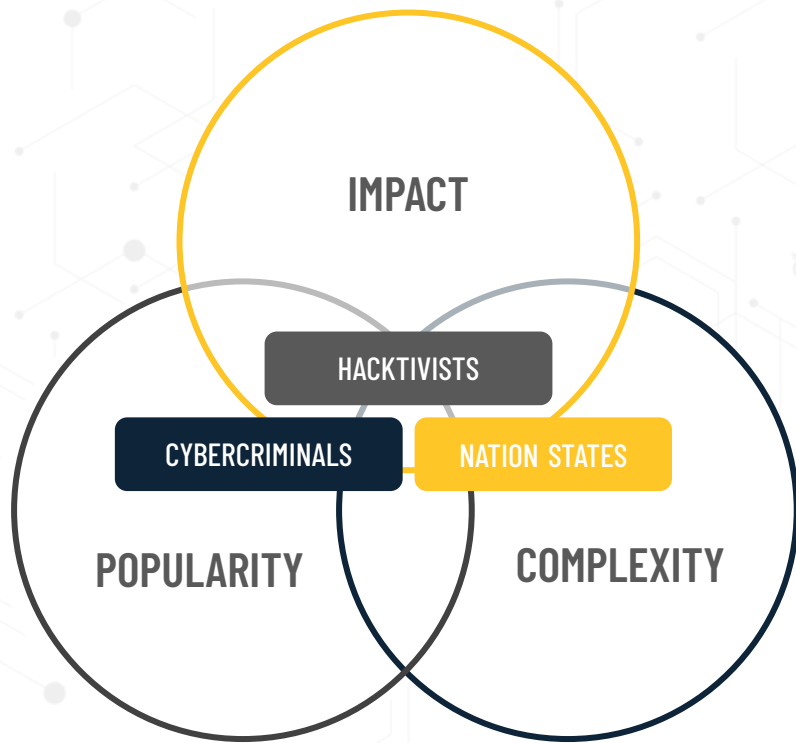 IMPACT
HACKTIVISTS
CYBERCRIMINALS
NATION STATES
POPULARITY
COMPLEXITY